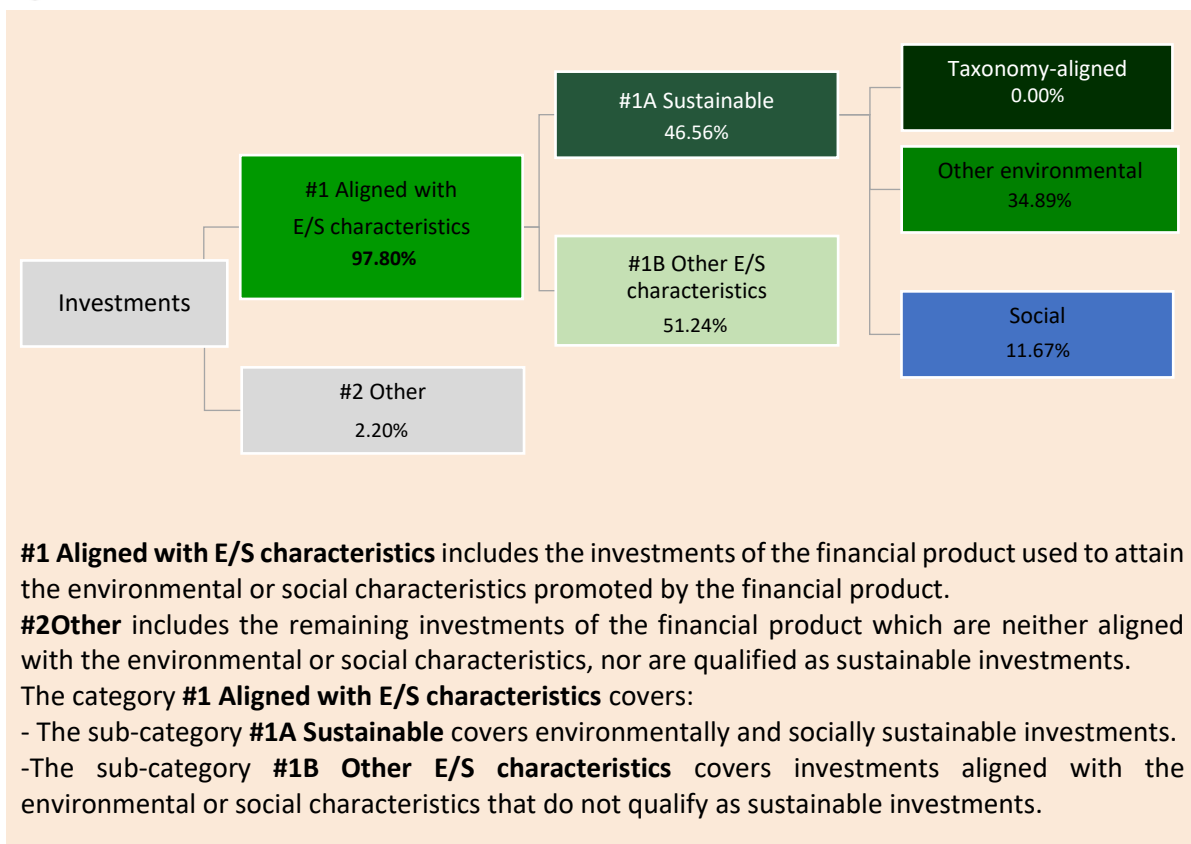 Investments
#1 Aligned with
E/S characteristics
97.80%
#2 Other
2.20%
#1A Sustainable
46.56%
#1B Other E/S
characteristics
51.24%
Taxonomy-aligned
0.00%
Other environmental
34.89%
Social
11.67%
#1 Aligned with E/S characteristics includes the investments of the financial product used to attain
the environmental or social characteristics promoted by the financial product.
#2Other includes the remaining investments of the financial product which are neither aligned
with the environmental or social characteristics, nor are qualified as sustainable investments.
The category #1 Aligned with E/S characteristics covers:
- The sub-category #1A Sustainable covers environmentally and socially sustainable investments.
-The sub-category #1B Other E/S characteristics covers investments aligned with the
environmental or social characteristics that do not qualify as sustainable investments.